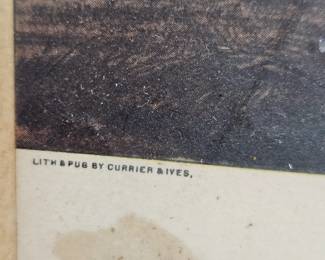 LITH & PUB BY CURRIER & IVES,